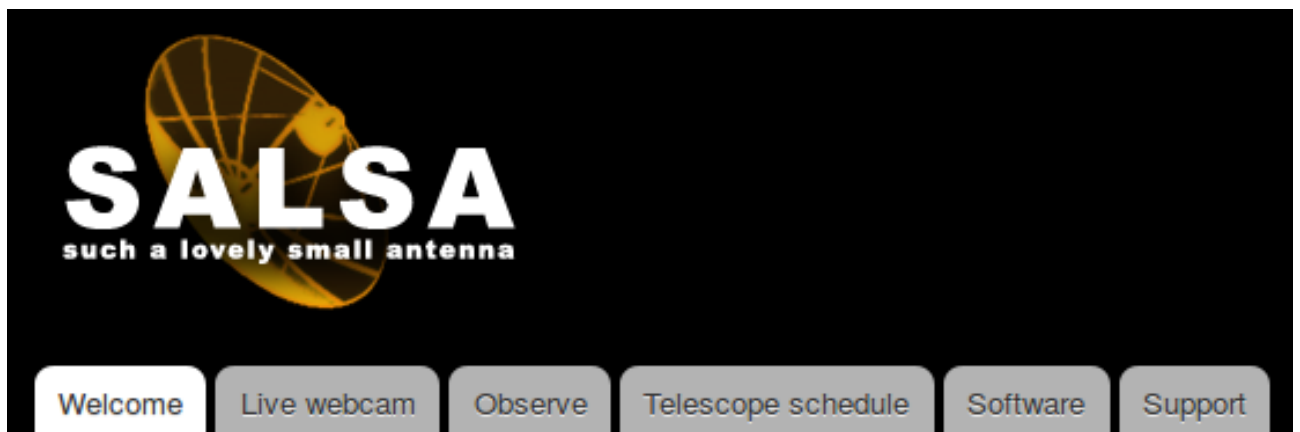 SALSA
such a lovely small antenna
Welcome Live webcam Observe Telescope schedule Software Support